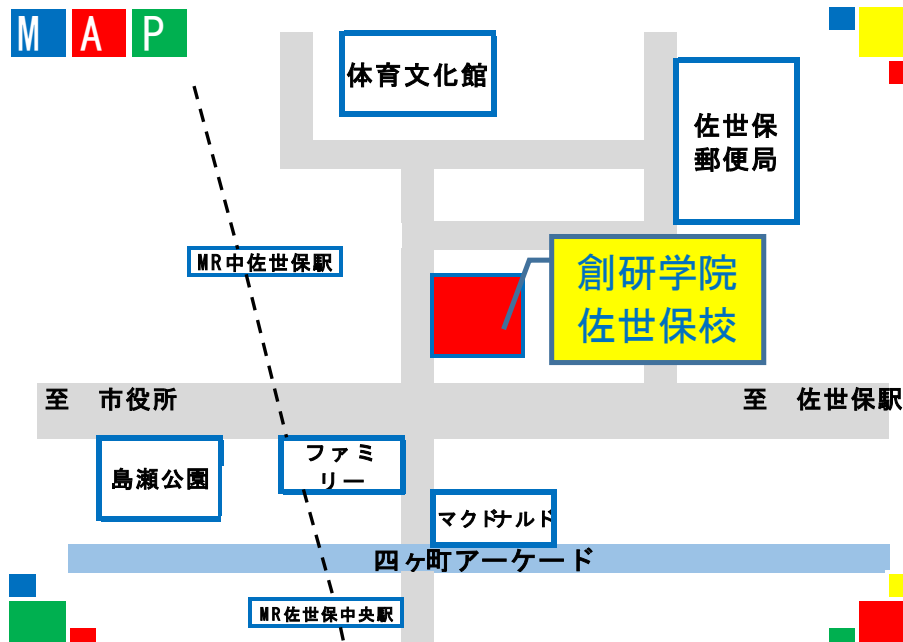 MAP
体育文化館
佐世保
郵便局
MR中佐世保駅
創研学院
佐世保校
至 市役所
至 佐世保駅
ファミ
リー
島瀬公園
マクドナルド
四ヶ町アーケード
MR佐世保中央駅